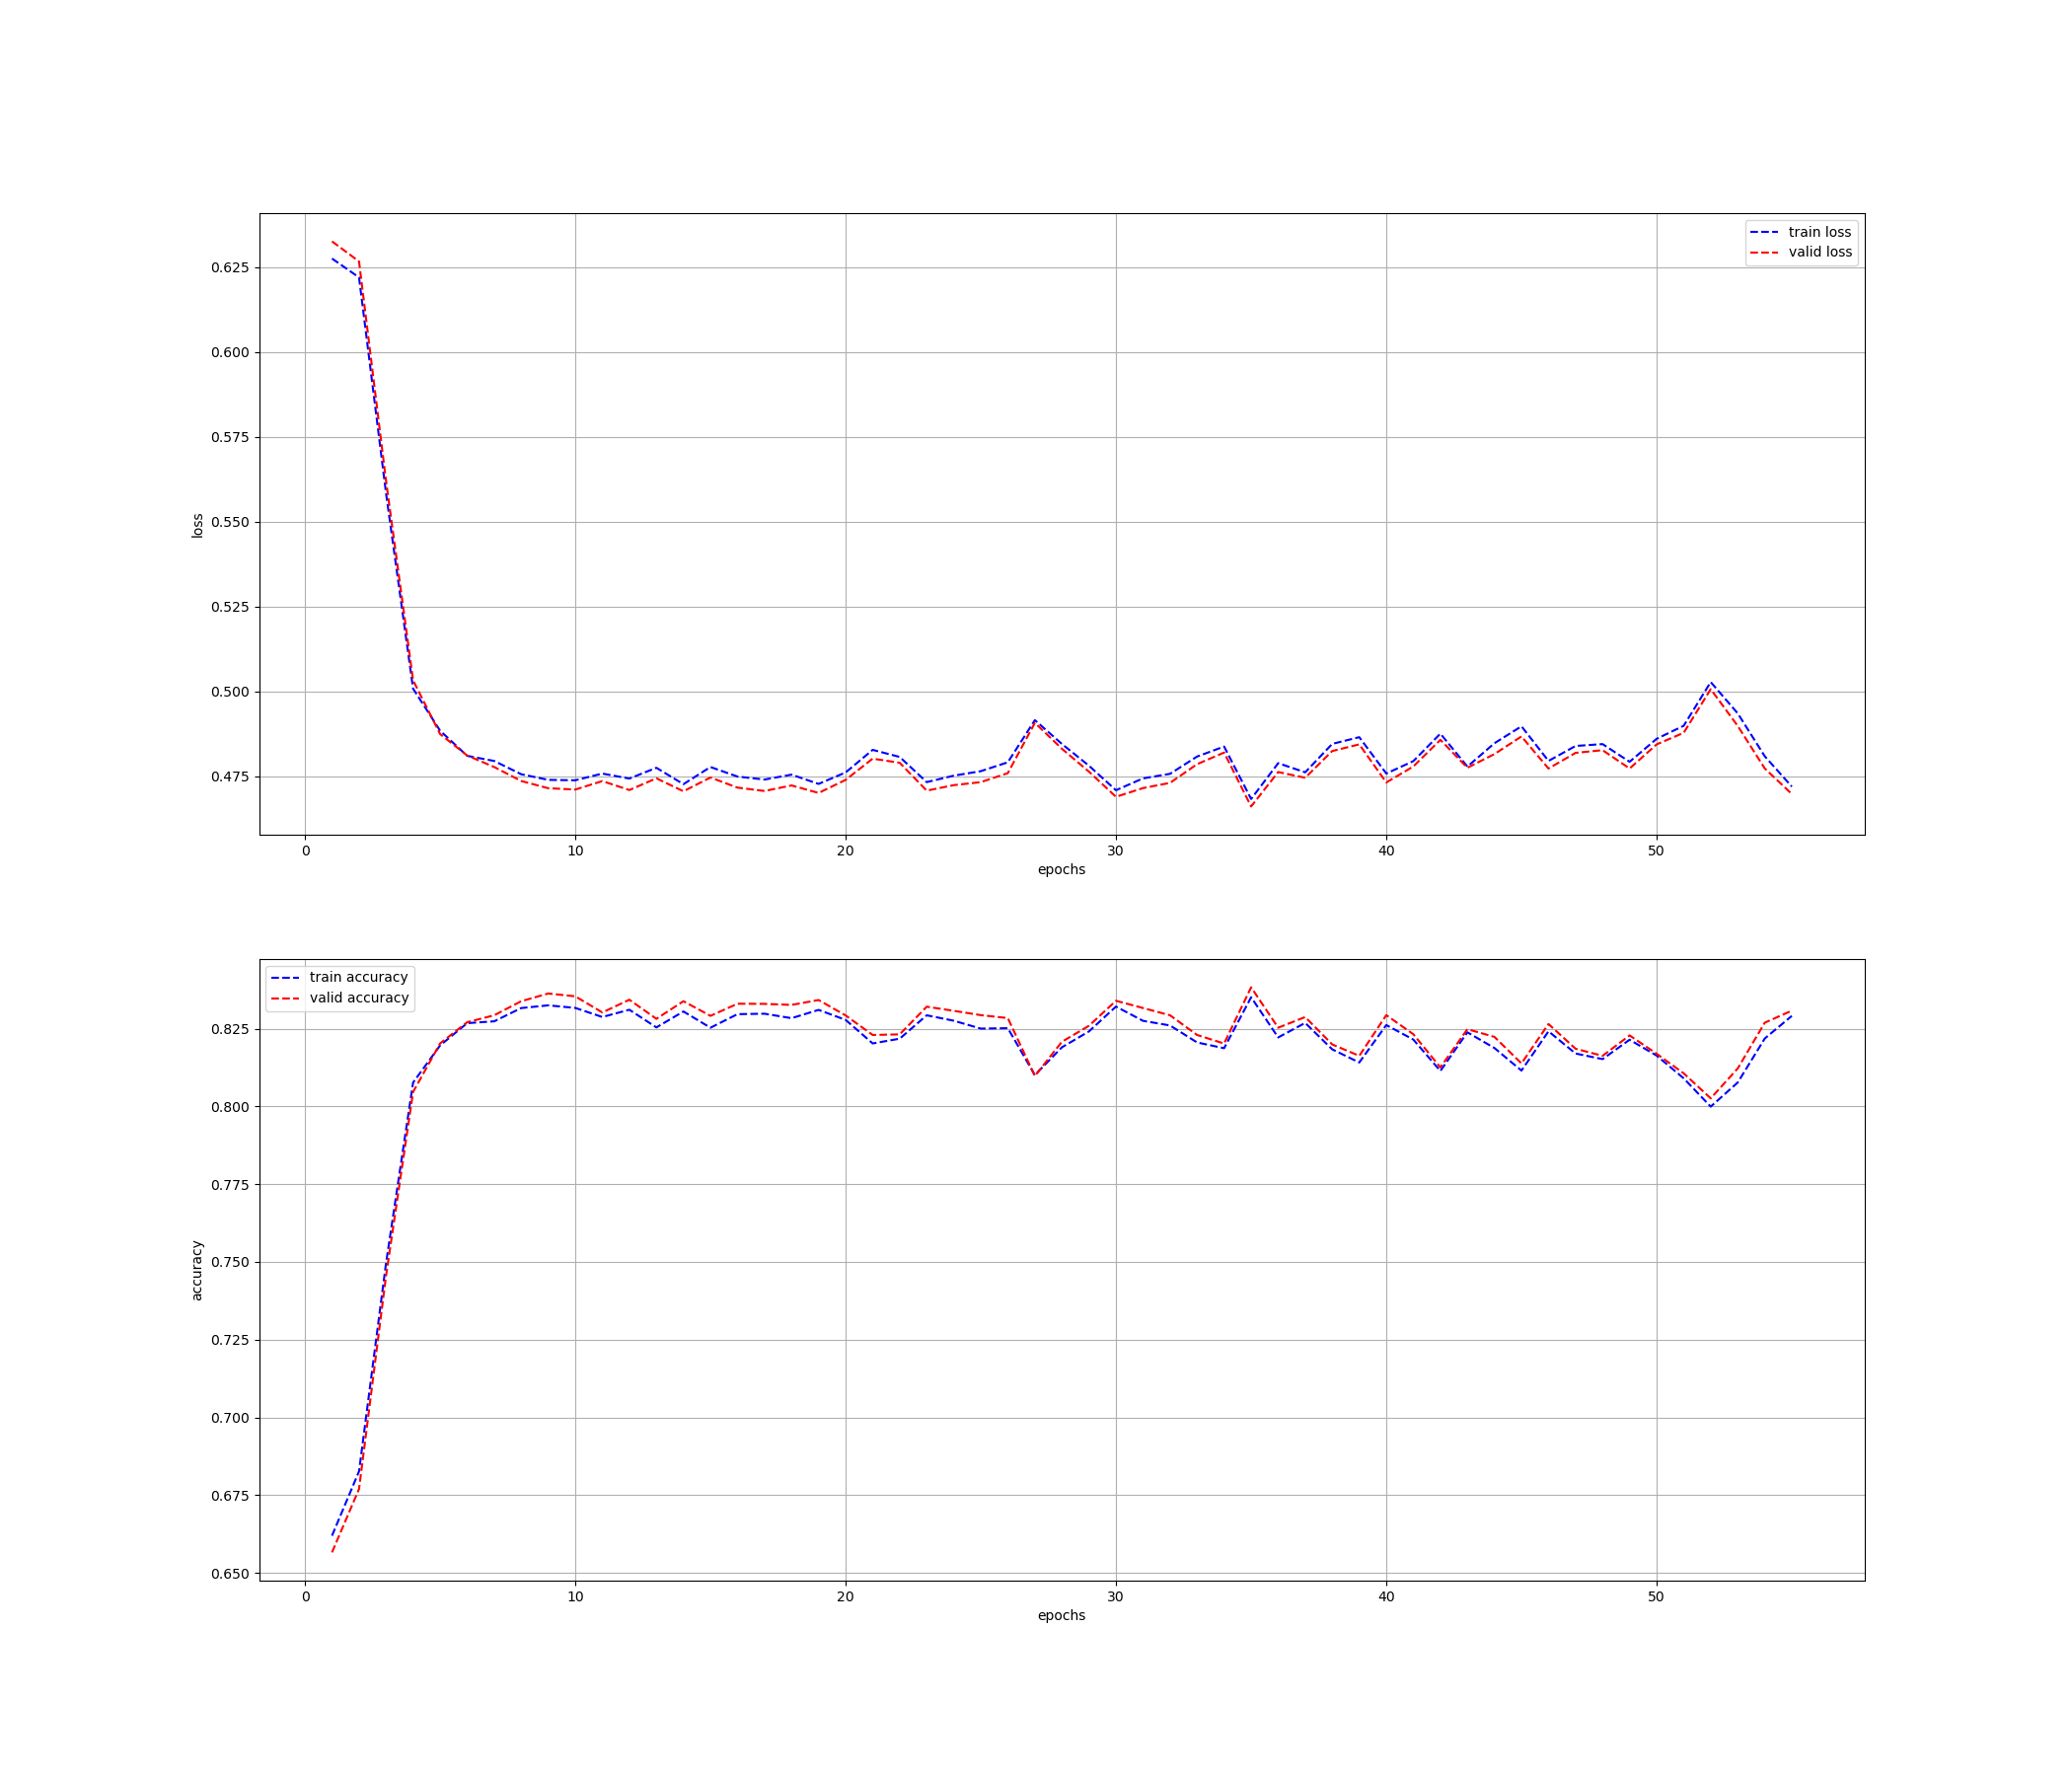 train loss
valid loss
0.625
0.600
0.575
0.550
0.525
0.500
0.475
loss
0 10 20 30 40 50
epochs
train accuracy
valid accuracy
0.825
0.800
0.775
0.750
0.725
0.700
0.675
0.650
accuracy
0 10 20 30 40 50
epochs